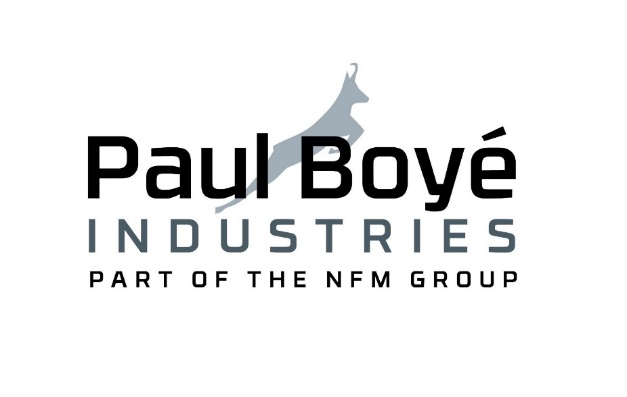 Paul Boyé
INDUSTRIES
PART OF THE NFM GROUP